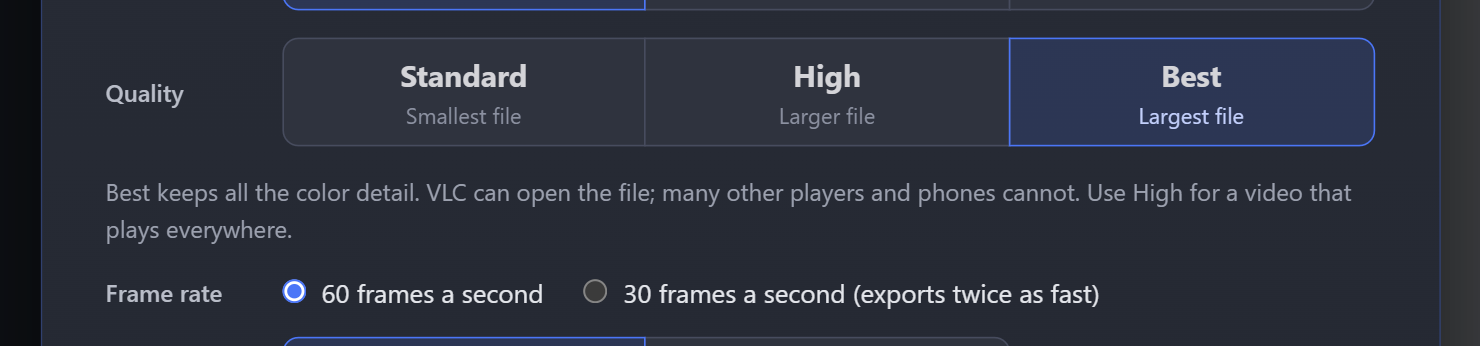 Quality
Standard
Smallest file
High
Larger file
Best
Largest file
Best keeps all the color detail. VLC can open the file; many other players and phones cannot. Use High for a video that
plays everywhere.
Frame rate
60 frames a second
30 frames a second (exports twice as fast)